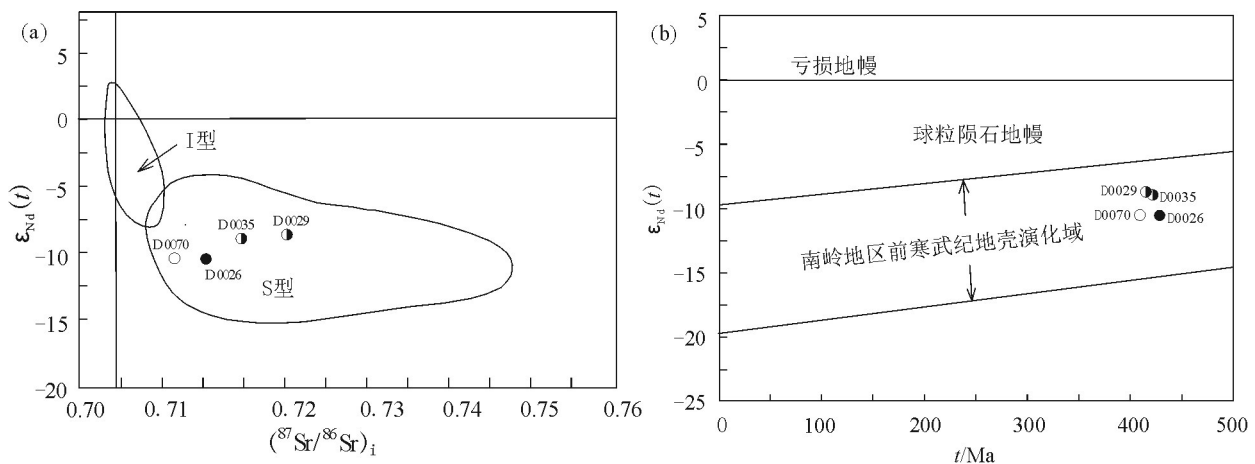 (a)
5
0
−5
−10
−15
−20
εNd(t)
I型
D0035
D0029
D0070
D0026
S型
0.70
0.71
0.72
0.73
0.74
0.75
0.76
(87Sr/86Sr)i
(b)
5
0
−5
−10
−15
−20
−25
εNd(t)
亏损地幔
球粒陨石地幔
D0029
D0035
D0070
D0026
南岭地区前寒武纪地壳演化域
0
100
200
300
400
500
t/Ma